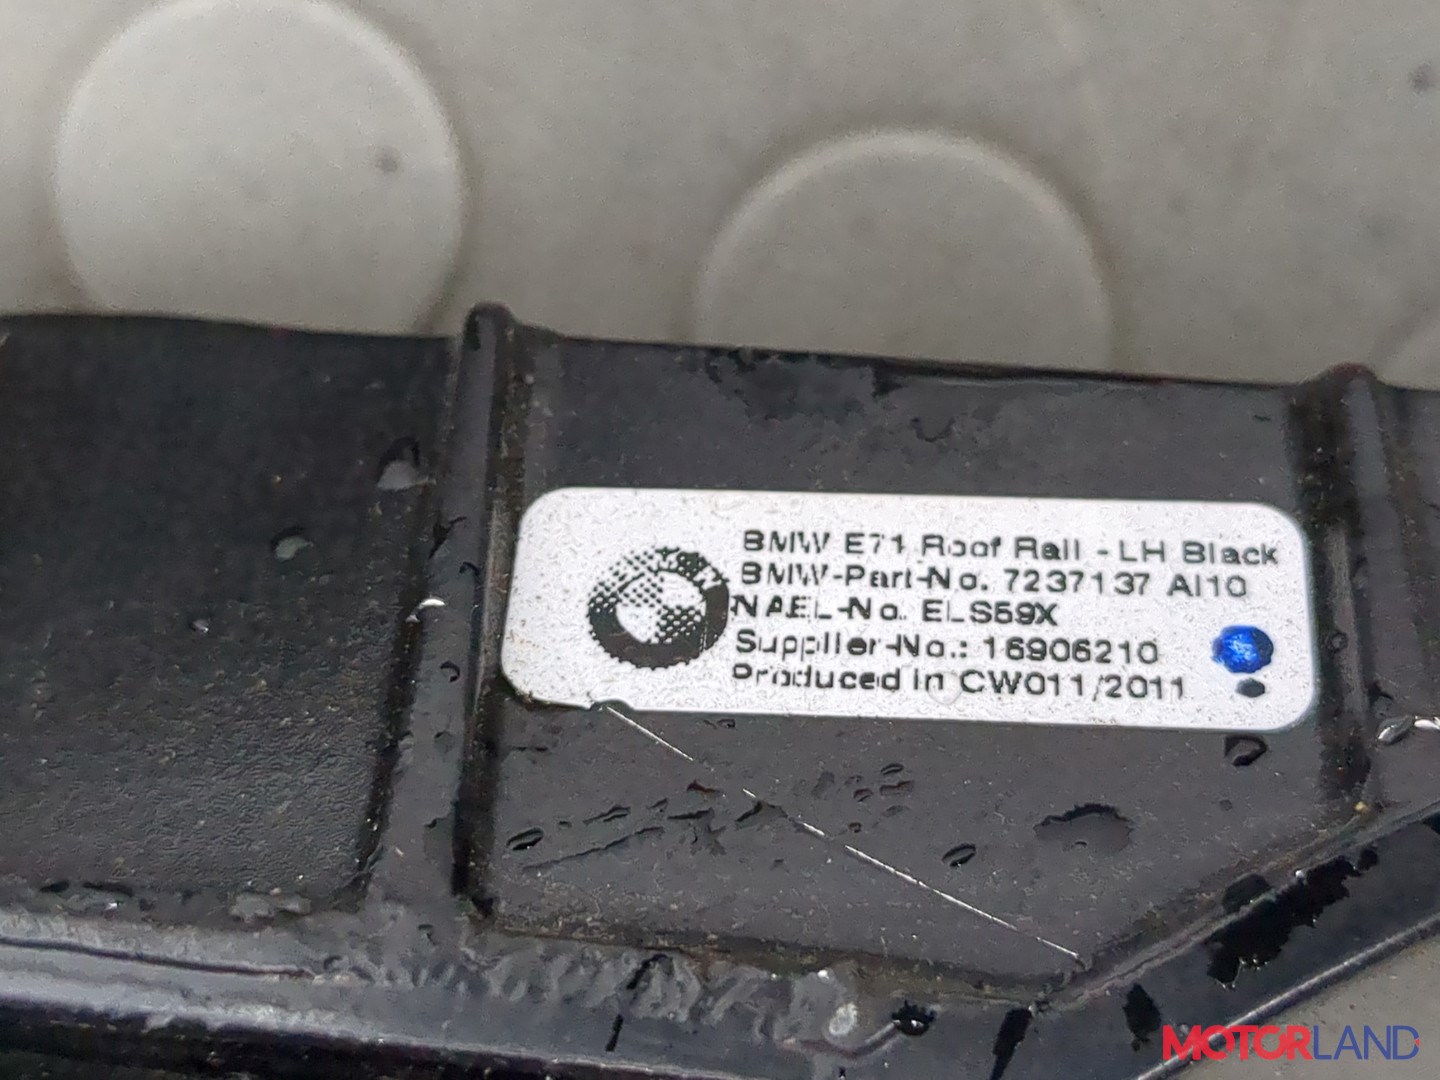 BMW E71 Roof Rail - LH Black
BMW-Part-No. 7237137 AI10
NAEL-No. ELS59X
Supplier-No.: 16906210
Produced in CW011/2011
MOTORLAND